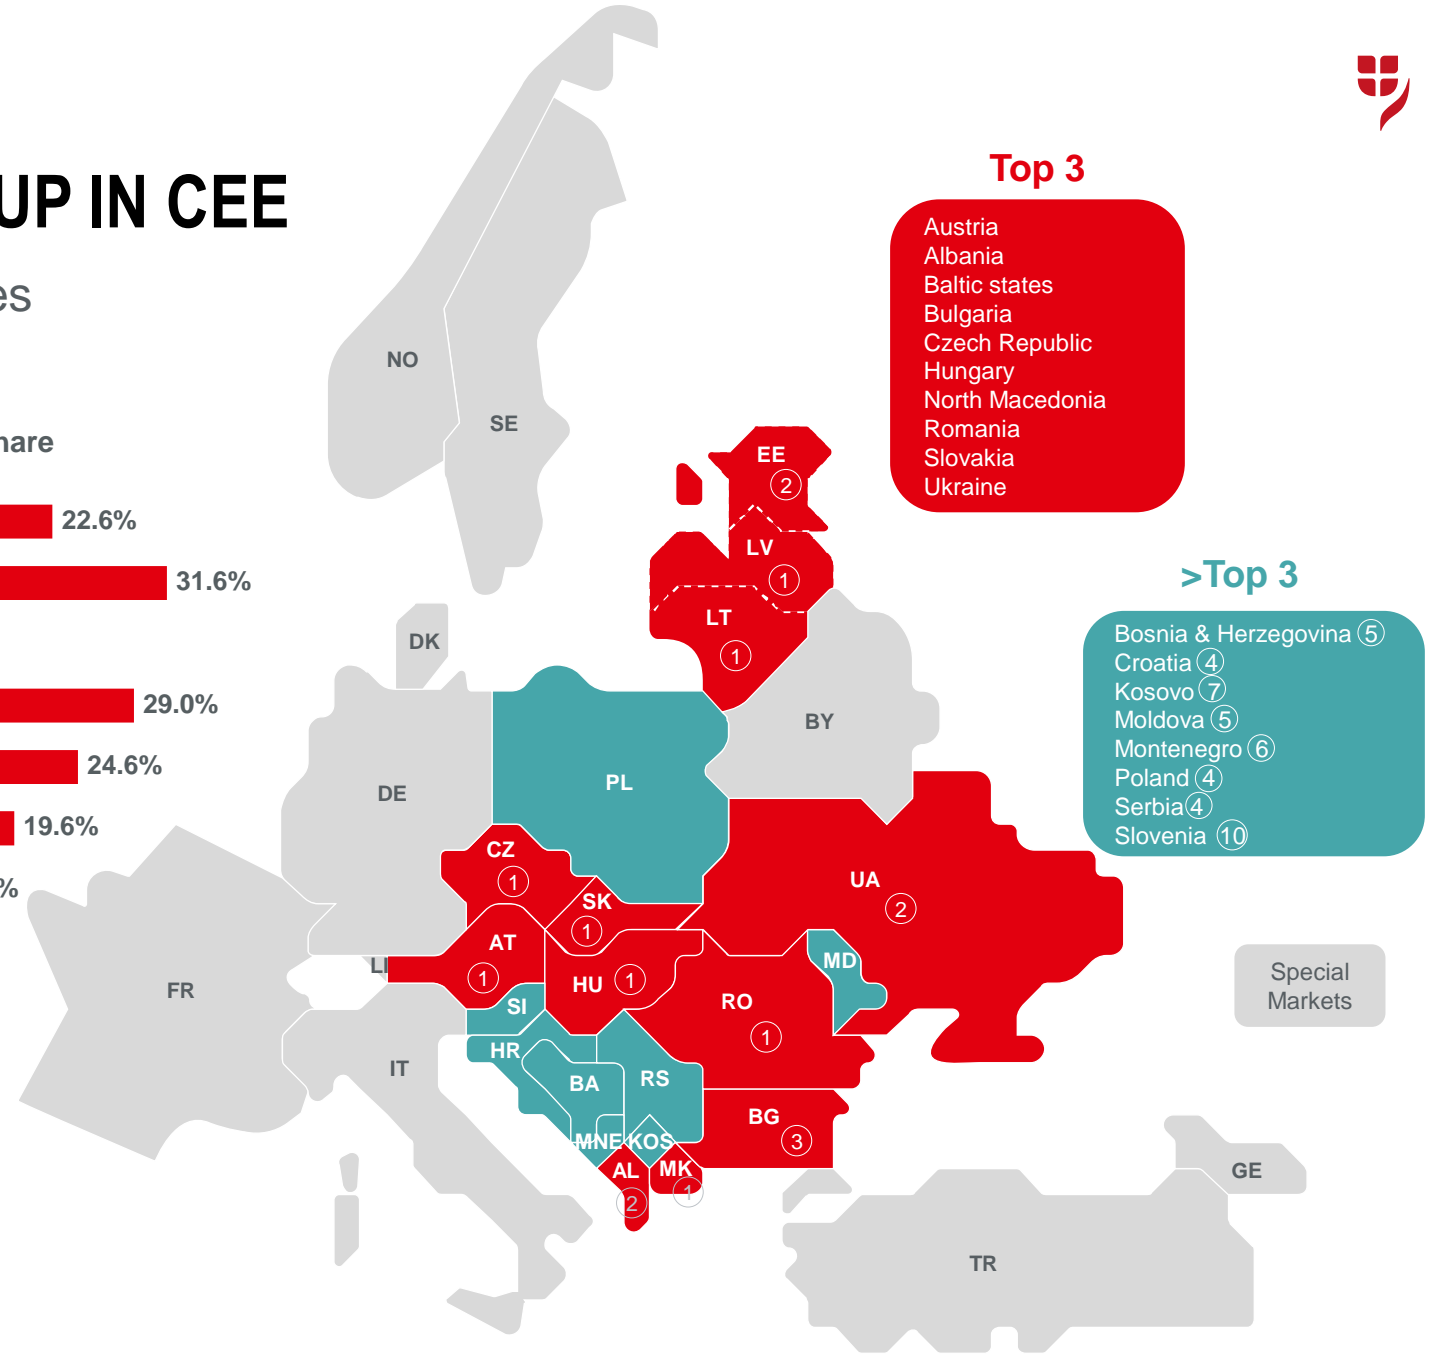 UP IN CEE
es
hare
22.6%
31.6%
29.0%
24.6%
19.6%
%
Top 3
Austria
Albania
Baltic states
Bulgaria
Czech Republic
Hungary
North Macedonia
Romania
Slovakia
Ukraine
>Top 3
Bosnia & Herzegovina 5
Croatia 4
Kosovo 7
Moldova 5
Montenegro 6
Poland 4
Serbia 4
Slovenia 10
Special
Markets
NO
SE
EE
2
LV
1
LT
1
DK
BY
PL
DE
CZ
1
SK
1
UA
2
AT
1
LI
HU
1
MD
FR
SI
RO
1
HR
IT
BA
RS
BG
3
MNE
KOS
AL
2
MK
1
GE
TR